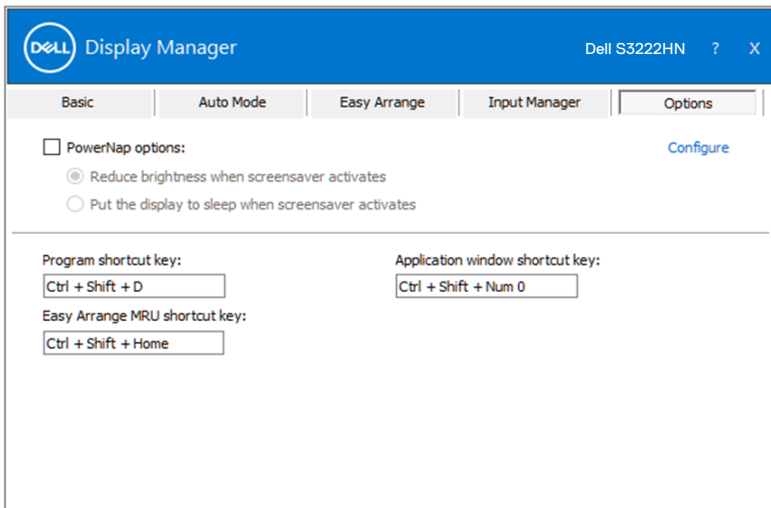 DELL Display Manager Dell S3222HN ? X
Basic Auto Mode Easy Arrange Input Manager Options
PowerNap options: Configure
Reduce brightness when screensaver activates
Put the display to sleep when screensaver activates
Program shortcut key: Application window shortcut key:
Ctrl + Shift + D Ctrl + Shift + Num 0
Easy Arrange MRU shortcut key:
Ctrl + Shift + Home